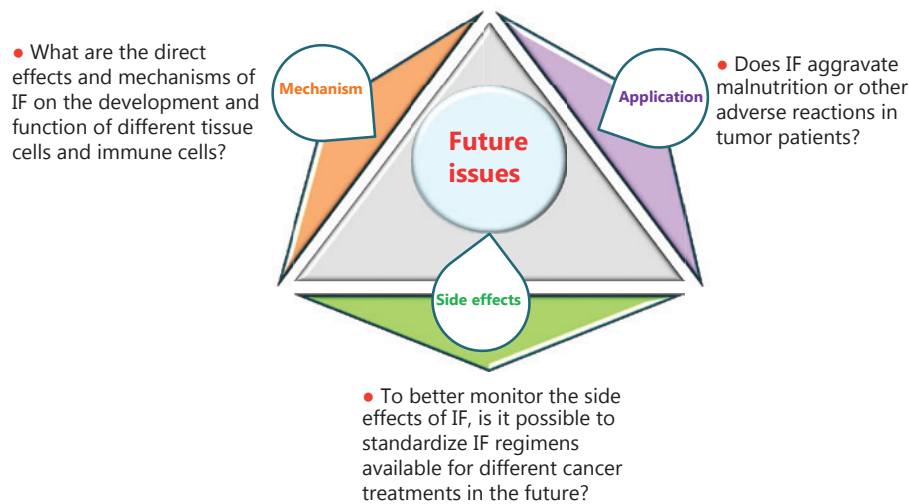 ● What are the direct
effects and mechanisms of
IF on the development and
function of different tissue
cells and immune cells?
Mechanism
Future
issues
Application
● Does IF aggravate
malnutrition or other
adverse reactions in
tumor patients?
Side effects
● To better monitor the side
effects of IF, is it possible to
standardize IF regimens
available for different cancer
treatments in the future?